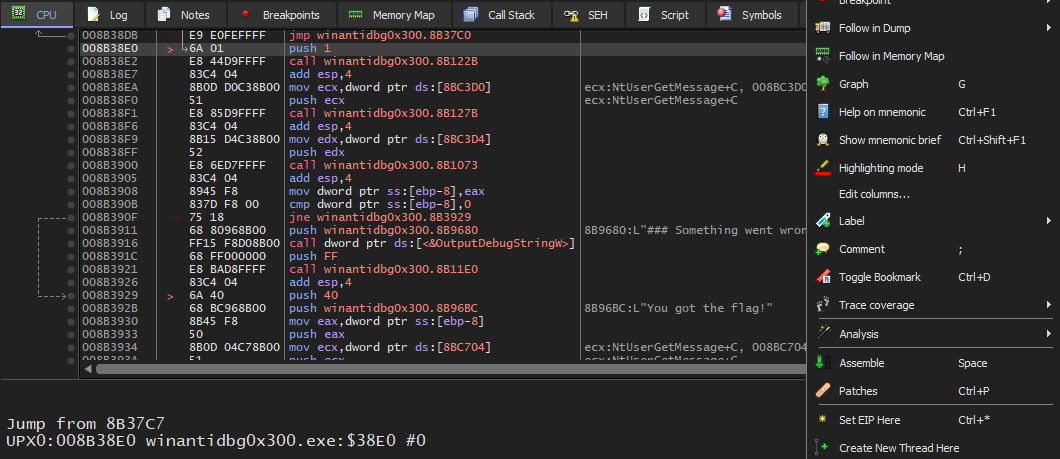 CPU Log Notes Breakpoints Memory Map Call Stack SEH Script Symbols
008B38DB E9 E0FEFFFF jmp winantidbg0x300.8B37C0
008B38E0 > 6A 01 push 1
008B38E2 E8 44D9FFFF call winantidbg0x300.8B122B
008B38E7 83C4 04 add esp,4
008B38EA 8B0D D0C38B00 mov ecx,dword ptr ds:[8BC3D0] ecx:NtUserGetMessage+C, 008BC3D0
008B38F0 51 push ecx ecx:NtUserGetMessage+C
008B38F1 E8 85D9FFFF call winantidbg0x300.8B127B
008B38F6 83C4 04 add esp,4
008B38F9 8B15 D4C38B00 mov edx,dword ptr ds:[8BC3D4]
008B38FF 52 push edx
008B3900 E8 6ED7FFFF call winantidbg0x300.8B1073
008B3905 83C4 04 add esp,4
008B3908 8945 F8 mov dword ptr ss:[ebp-8],eax
008B390B 837D F8 00 cmp dword ptr ss:[ebp-8],0
008B390F 75 18 jne winantidbg0x300.8B3929
008B3911 68 80968B00 push winantidbg0x300.8B9680 8B9680:L"### Something went wron
008B3916 FF15 F8D08B00 call dword ptr ds:[<&OutputDebugStringW>]
008B391C 68 FF000000 push FF
008B3921 E8 BAD8FFFF call winantidbg0x300.8B11E0
008B3926 83C4 04 add esp,4
008B3929 > 6A 40 push 40
008B392B 68 BC968B00 push winantidbg0x300.8B96BC 8B96BC:L"You got the flag!"
008B3930 8B45 F8 mov eax,dword ptr ss:[ebp-8]
008B3933 50 push eax
008B3934 8B0D 04C78B00 mov ecx,dword ptr ds:[8BC704] ecx:NtUserGetMessage+C, 008BC704
008B393A 51 push ecx ecx:NtUserGetMessage+C
Jump from 8B37C7
UPX0:008B38E0 winantidbg0x300.exe:$38E0 #0
Breakpoint
Follow in Dump
Follow in Memory Map
Graph G
Help on mnemonic Ctrl+F1
Show mnemonic brief Ctrl+Shift+F1
Highlighting mode H
Edit columns...
Label
Comment ;
Toggle Bookmark Ctrl+D
Trace coverage
Analysis
Assemble Space
Patches Ctrl+P
Set EIP Here Ctrl+*
Create New Thread Here